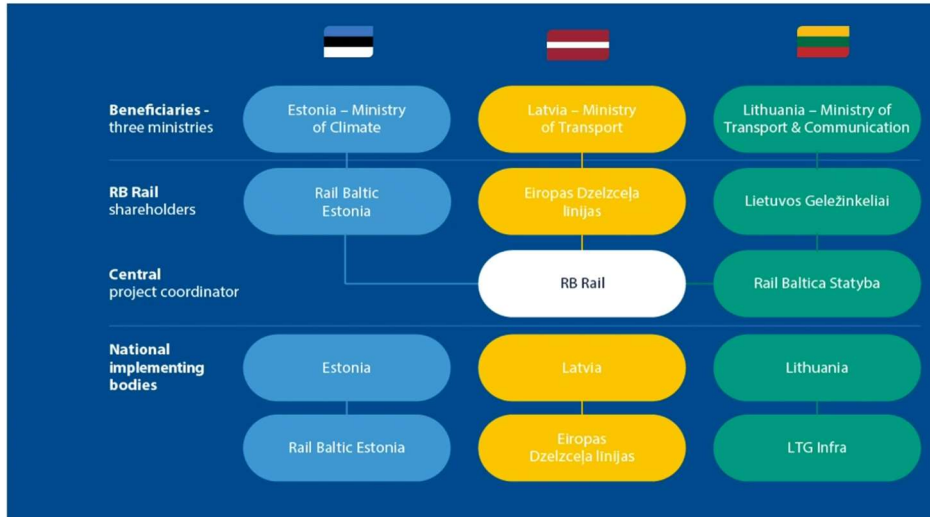 Beneficiaries -
three ministries
Estonia – Ministry
of Climate
Latvia – Ministry
of Transport
Lithuania – Ministry of
Transport & Communication
RB Rail
shareholders
Rail Baltic
Estonia
Eiropas Dzelzceļa
līnijas
Lietuvos Geležinkeliai
Central
project coordinator
RB Rail
Rail Baltica Statyba
National
implementing
bodies
Estonia
Latvia
Lithuania
Rail Baltic Estonia
Eiropas
Dzelzceļa līnijas
LTG Infra